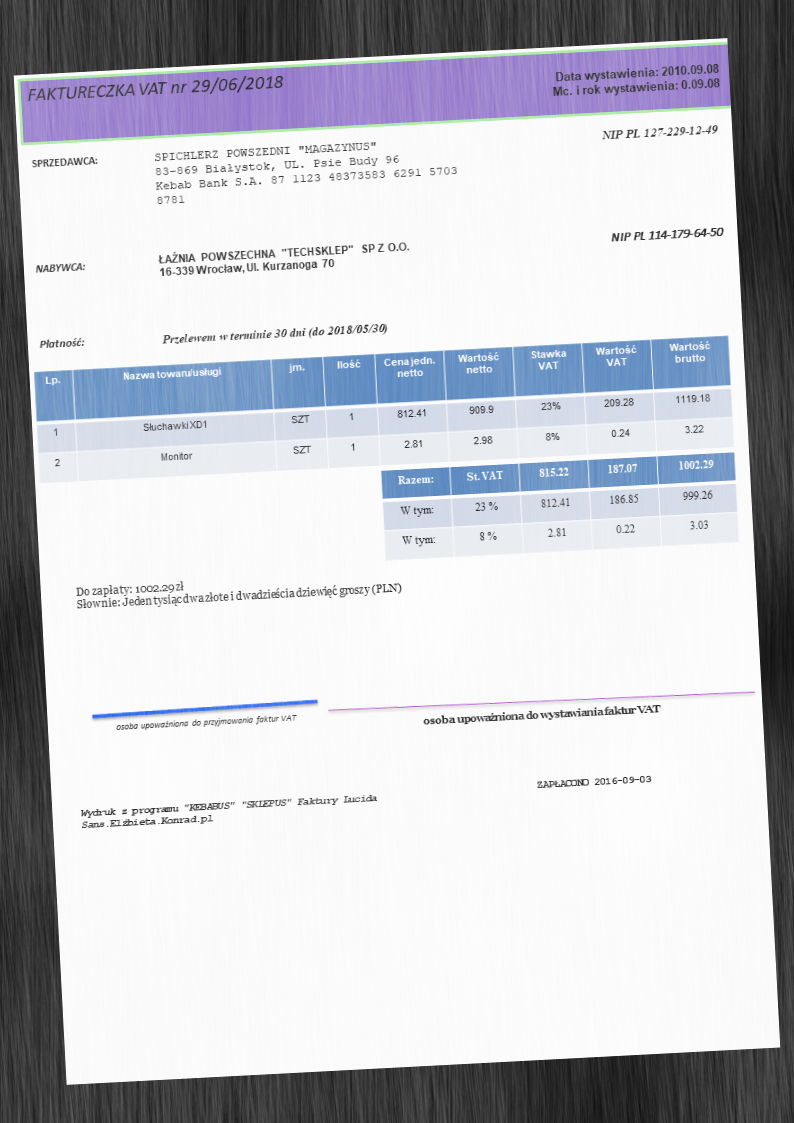 FAKTURECZKA VAT nr 29/06/2018
Data wystawienia: 2010.09.08
Mc. i rok wystawienia: 0.09.08
NIP PL 127-229-12-49
SPRZEDAWCA:
SPICHLERZ POWSZEDNI "MAGAZYNUS"
83-869 Białystok, UL. Psie Budy 96
Kebab Bank S.A. 87 1123 48373583 6291 5703
8781
NIP PL 114-179-64-50
NABYWCA:
ŁAŹNIA POWSZECHNA "TECHSKLEP" SP Z O.O.
16-339 Wrocław, Ul. Kurzanoga 70
Płatność:
Przelewem w terminie 30 dni (do 2018/05/30)
Lp. Nazwa towaru/usługi jm. Ilość Cena jedn. netto Wartość netto Stawka VAT Wartość VAT Wartość brutto
1 Słuchawki XD1 SZT 1 812.41 909.9 23% 209.28 1119.18
2 Monitor SZT 1 2.81 2.98 8% 0.24 3.22
Razem: St. VAT 815.22 187.07 1002.29
W tym: 23 % 812.41 186.85 999.26
W tym: 8 % 2.81 0.22 3.03
Do zapłaty: 1002.29 zł
Słownie: Jeden tysiąc dwa złote i dwadzieścia dziewięć groszy (PLN)
osoba upoważniona do przyjmowania faktur VAT
osoba upoważniona do wystawiania faktur VAT
ZAPŁACONO 2016-09-03
Wydruk z programu "KEBABUS" "SKLEPUS" Faktury Lucida
Sans.Elżbieta.Konrad.pl